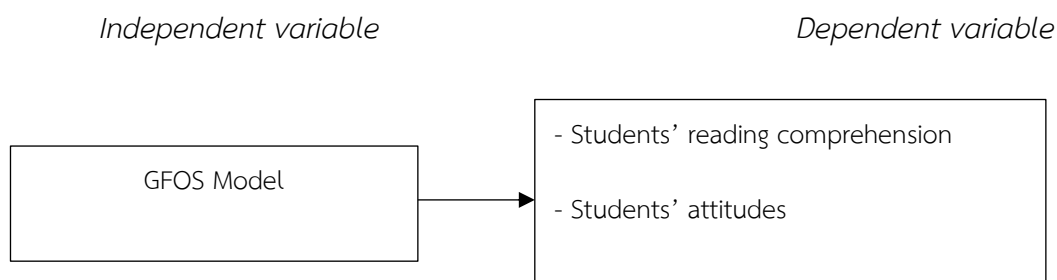 Independent variable
Dependent variable
GFOS Model
- Students’ reading comprehension
- Students’ attitudes